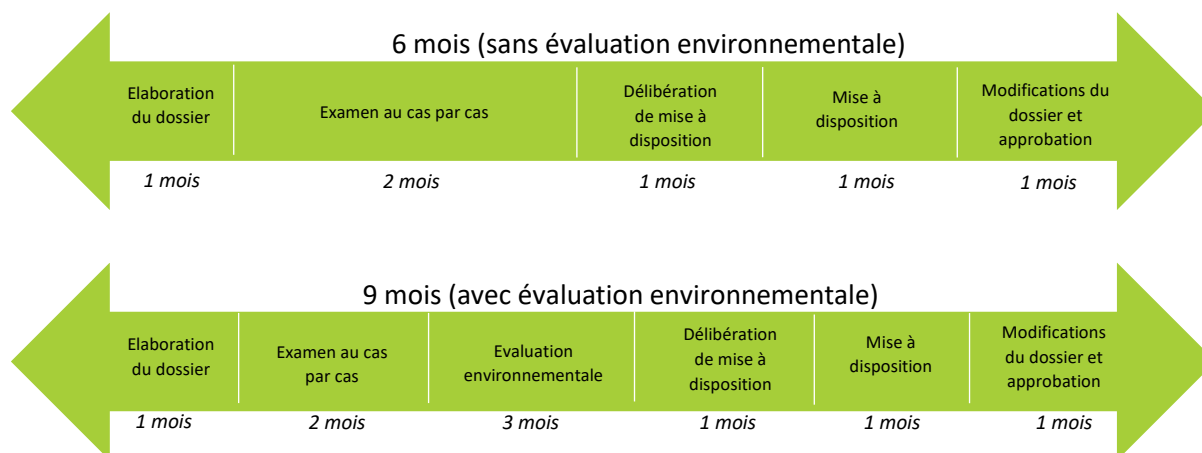 6 mois (sans évaluation environnementale)
Elaboration
du dossier
Examen au cas par cas
Délibération
de mise à
disposition
Mise à
disposition
Modifications du
dossier et
approbation
1 mois
2 mois
1 mois
1 mois
1 mois
9 mois (avec évaluation environnementale)
Elaboration
du dossier
Examen au cas
par cas
Evaluation
environnementale
Délibération
de mise à
disposition
Mise à
disposition
Modifications
du dossier et
approbation
1 mois
2 mois
3 mois
1 mois
1 mois
1 mois